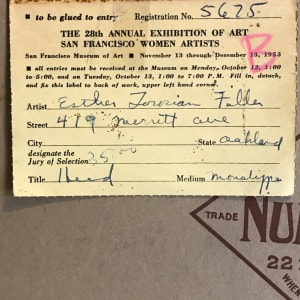 ■ to be glued to entry Registration No. 5675
THE 28th ANNUAL EXHIBITION OF ART
SAN FRANCISCO WOMEN ARTISTS
San Francisco Museum of Art ■ November 13 through December 13, 1953
■ all entries must be received at the Museum on Monday, October 12, 1:00
to 5:00, and on Tuesday, October 13, 1:00 to 7:00 P.M. Fill in, detach,
and fix this label to back of work, upper left hand corner.
Artist Esther Fuller
Street 419 Merritt ave
City State Oakland
designate the
Jury of Selection 35.00
Title Head Medium Monotype
TRADE
22